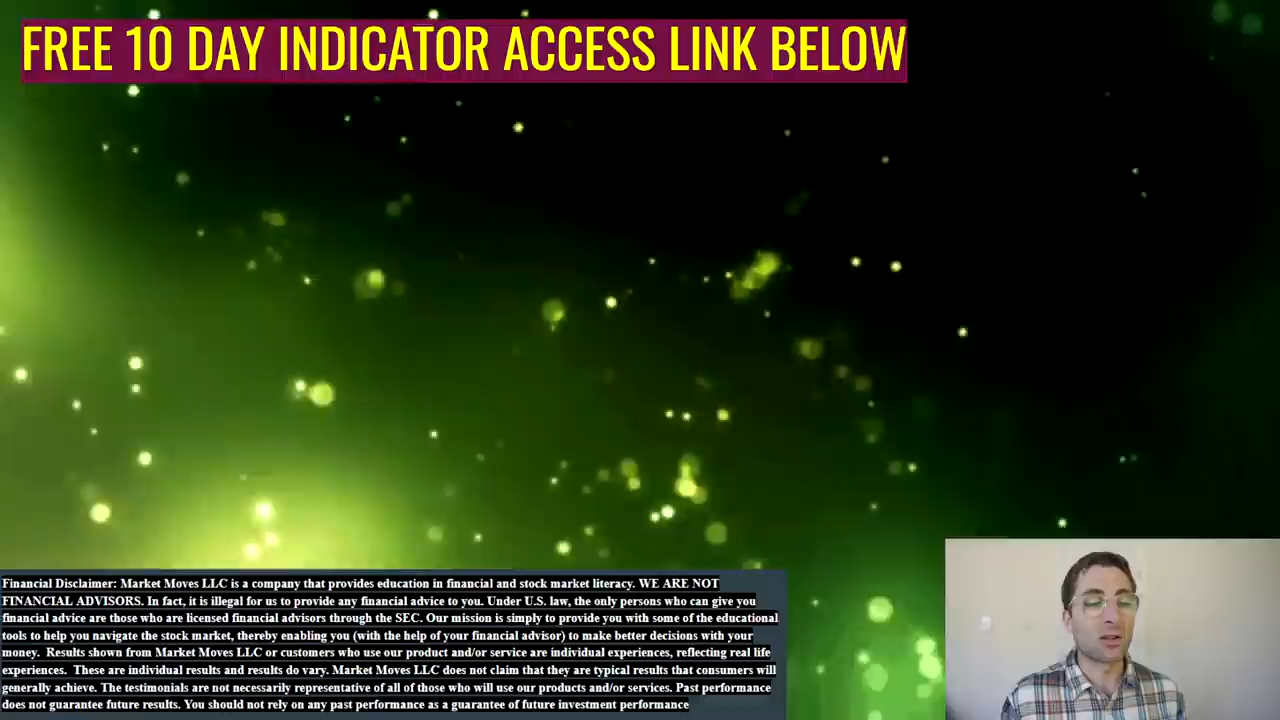 FREE 10 DAY INDICATOR ACCESS LINK BELOW
Financial Disclaimer: Market Moves LLC is a company that provides education in financial and stock market literacy. WE ARE NOT
FINANCIAL ADVISORS. In fact, it is illegal for us to provide any financial advice to you. Under U.S. law, the only persons who can give you
financial advice are those who are licensed financial advisors through the SEC. Our mission is simply to provide you with some of the educational
tools to help you navigate the stock market, thereby enabling you (with the help of your financial advisor) to make better decisions with your
money. Results shown from Market Moves LLC or customers who use our product and/or service are individual experiences, reflecting real life
experiences. These are individual results and results do vary. Market Moves LLC does not claim that they are typical results that consumers will
generally achieve. The testimonials are not necessarily representative of all of those who will use our products and/or services. Past performance
does not guarantee future results. You should not rely on any past performance as a guarantee of future investment performance